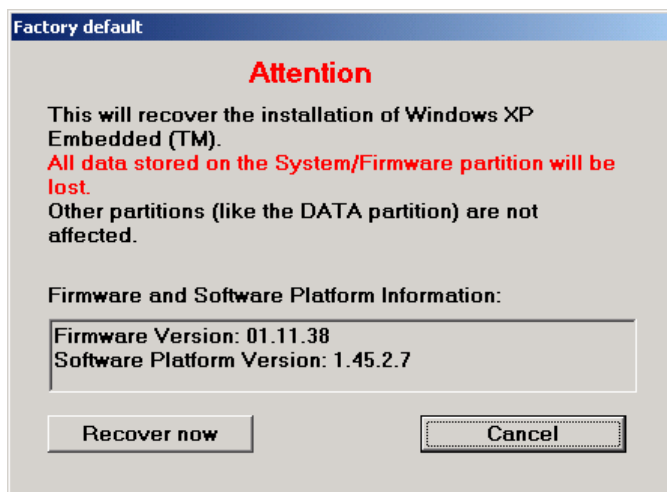 Factory default
Attention
This will recover the installation of Windows XP
Embedded (TM).
All data stored on the System/Firmware partition will be
lost.
Other partitions (like the DATA partition) are not
affected.
Firmware and Software Platform Information:
Firmware Version: 01.11.38
Software Platform Version: 1.45.2.7
Recover now
Cancel